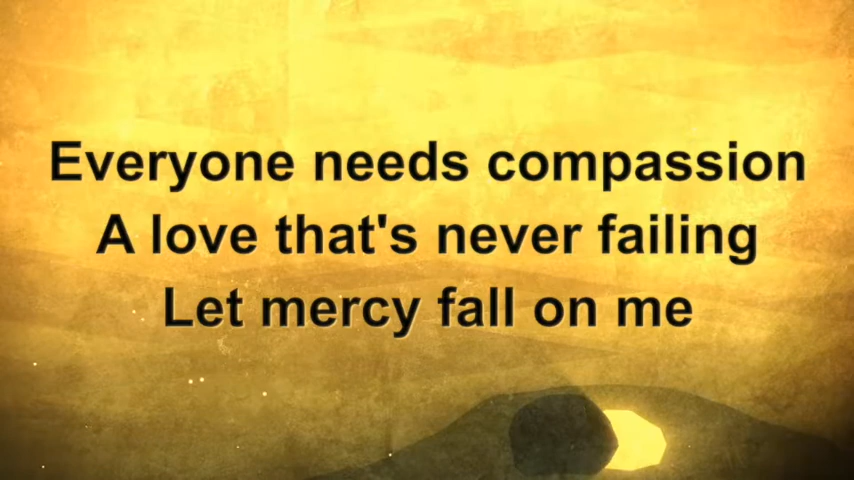 Everyone needs compassion
A love that's never failing
Let mercy fall on me